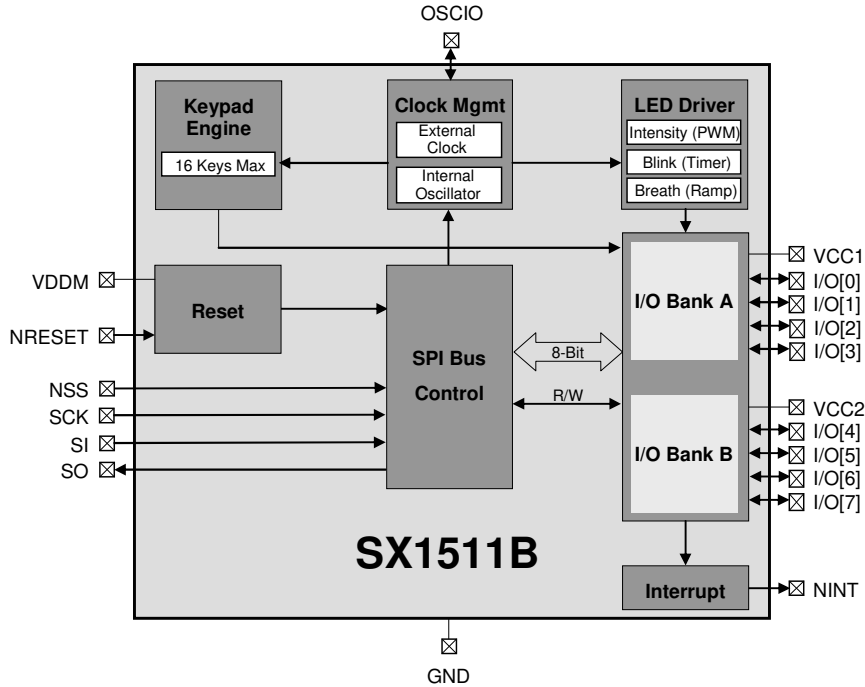 OSCIO
Keypad
Engine
16 Keys Max
Clock Mgmt
External
Clock
Internal
Oscillator
LED Driver
Intensity (PWM)
Blink (Timer)
Breath (Ramp)
VDDM
NRESET
NSS
SCK
SI
SO
Reset
SPI Bus
Control
8-Bit
R/W
I/O Bank A
I/O Bank B
VCC1
I/O[0]
I/O[1]
I/O[2]
I/O[3]
VCC2
I/O[4]
I/O[5]
I/O[6]
I/O[7]
SX1511B
Interrupt
NINT
GND